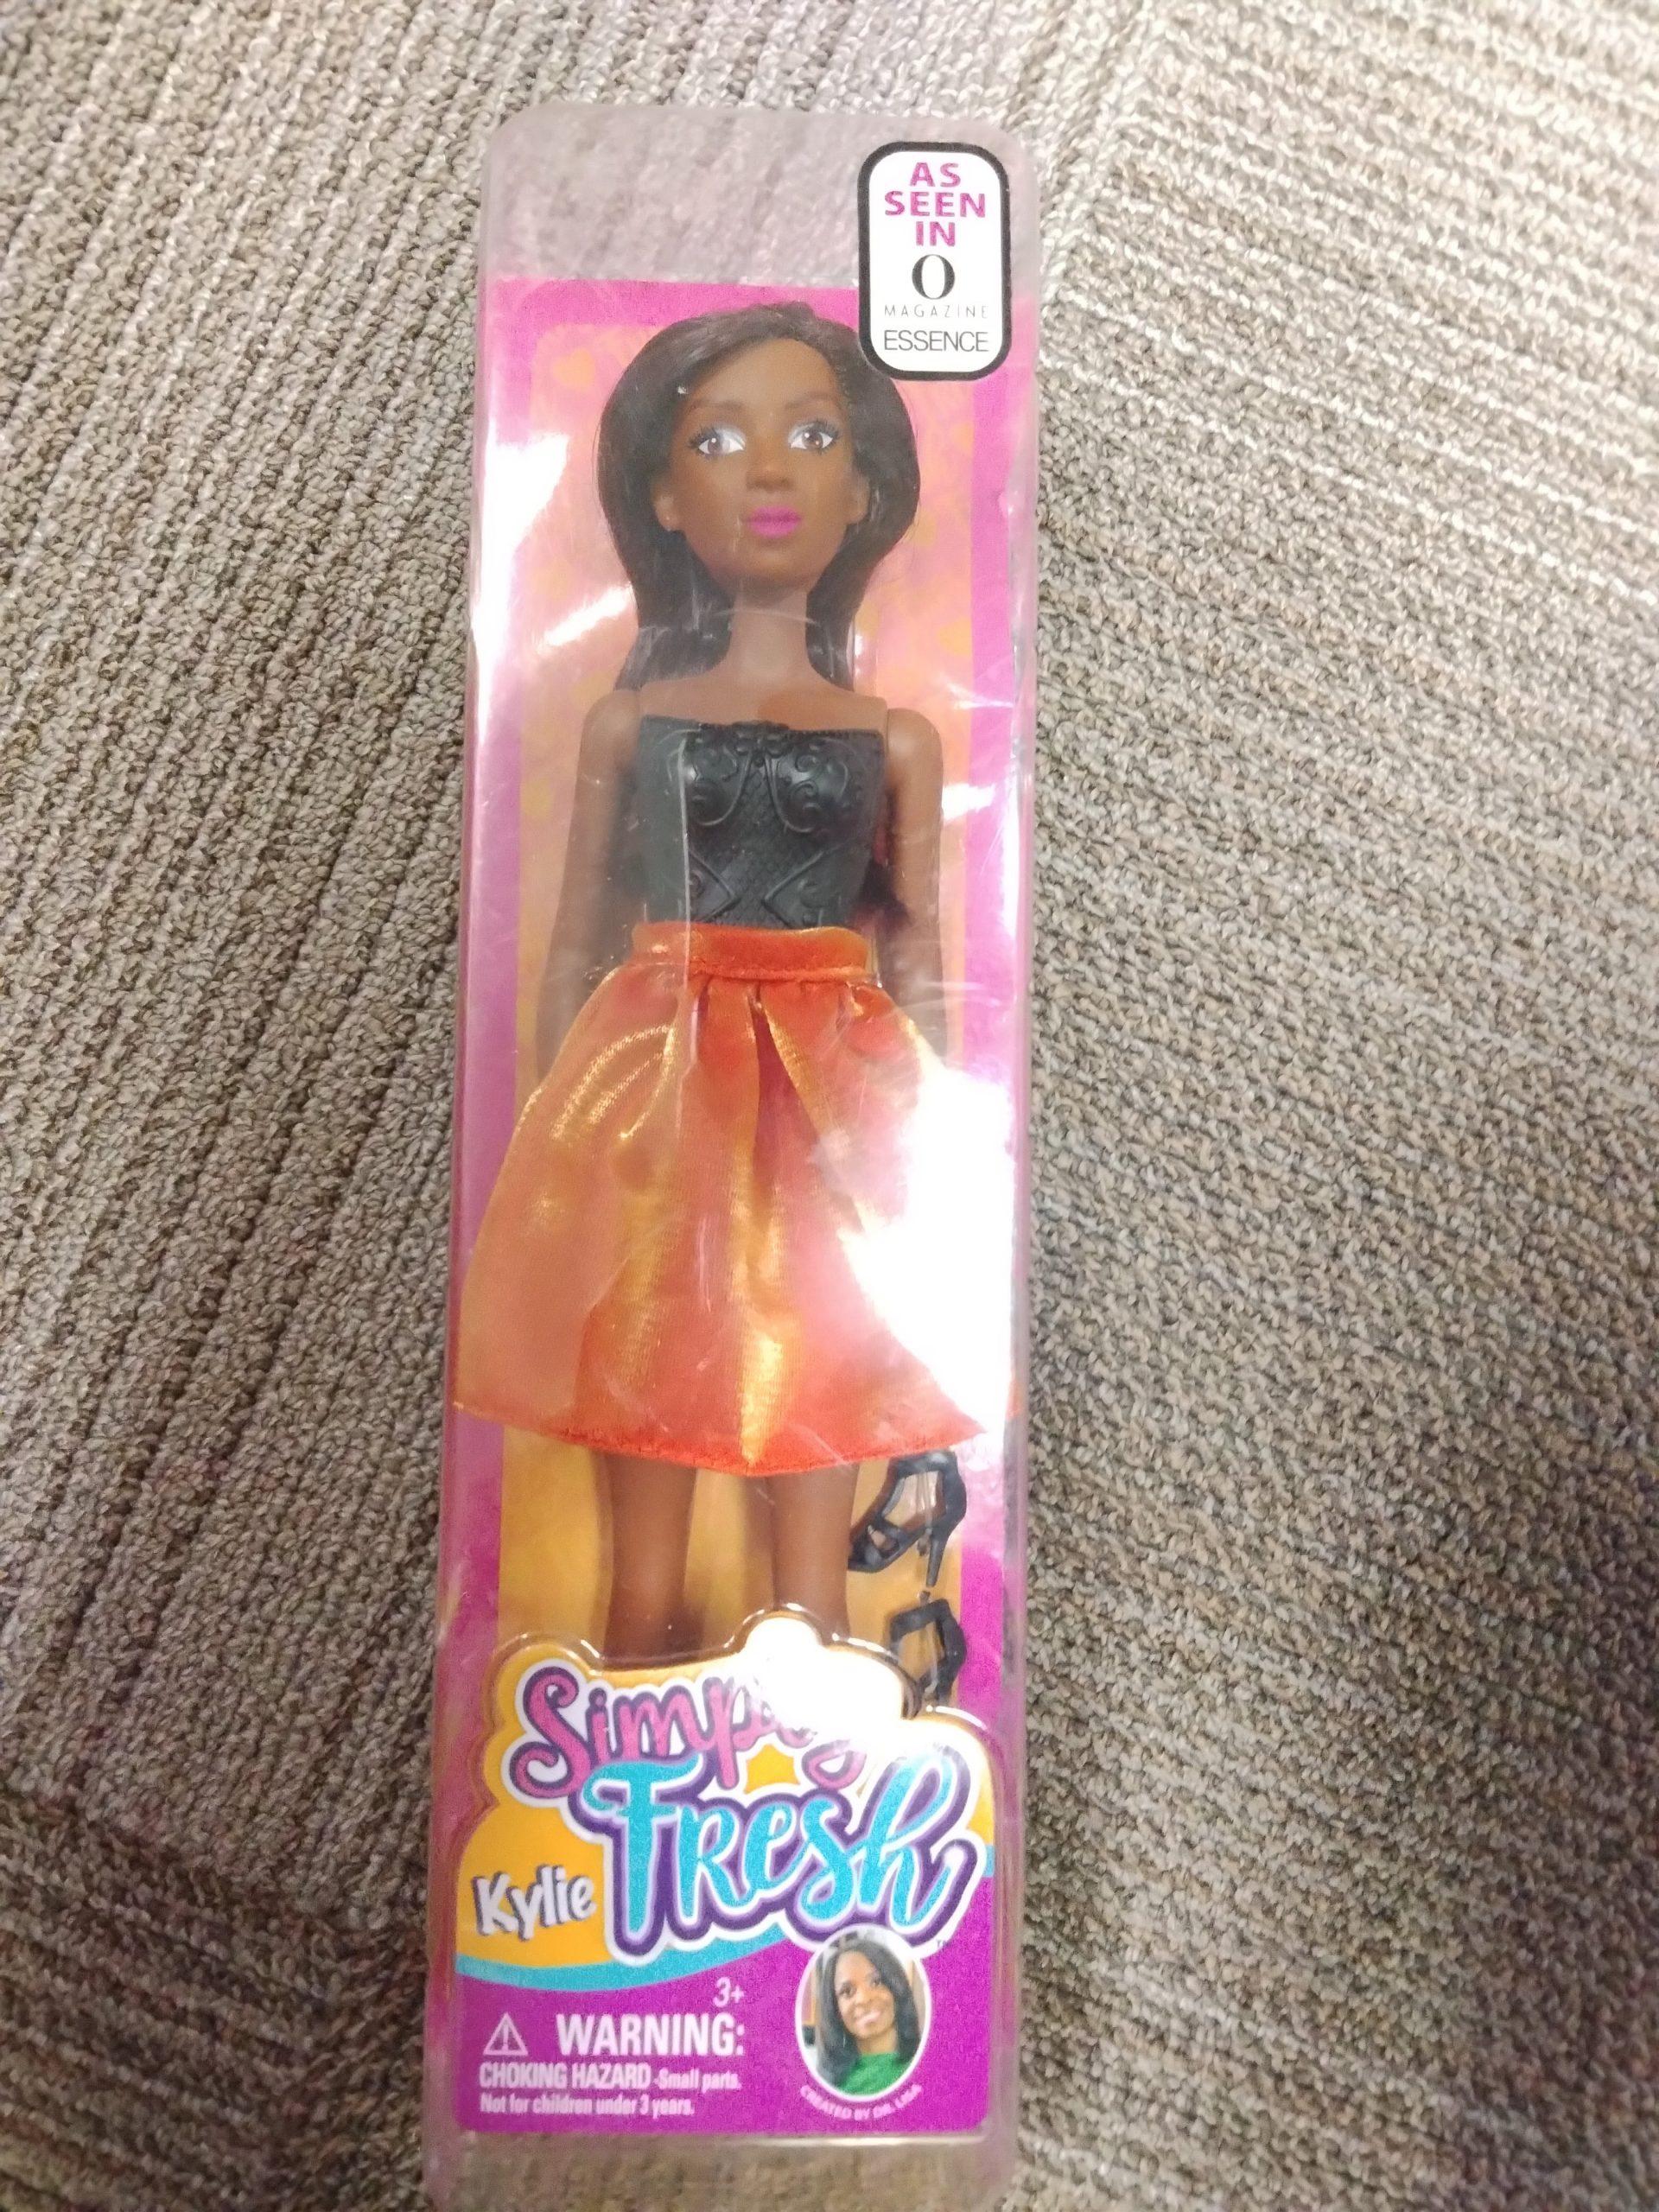 AS
SEEN
IN
O
MAGAZINE
ESSENCE
Simply
Fresh
Kylie
TM
3+
WARNING:
CHOKING HAZARD -Small parts.
Not for children under 3 years.
CREATED BY DR. LISA